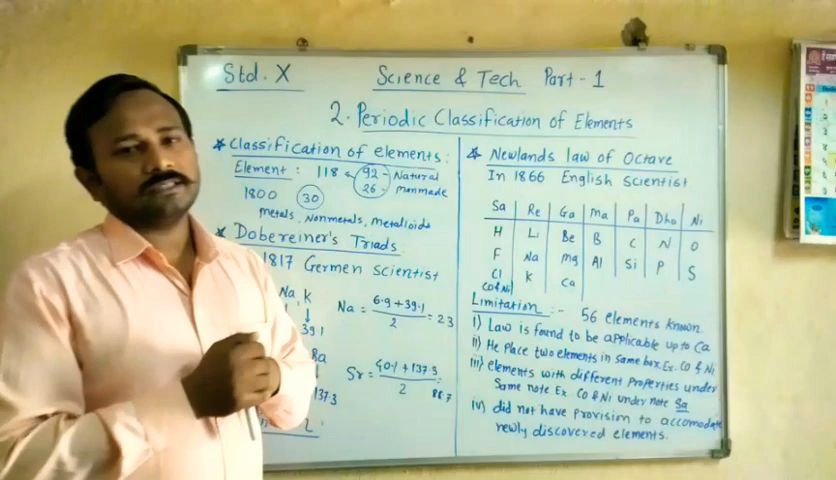 Std. X Science & Tech Part - 1
2. Periodic Classification of Elements
* Classification of elements:
Element : 118 92 - Natural
26 - manmade
1800 30
metals, Nonmetals, Metalloids
* Dobereiner's Triads
1817 Germen scientist
Na, K
39.1
137.3
2
Na = 6.9 + 39.1 / 2 = 23
Sr = 40.1 + 137.3 / 2 = 88.7
* Newlands law of Octave
In 1866 English scientist
Sa Re Ga Ma Pa Dha Ni
H Li Be B C N O
F Na Mg Al Si P S
Cl K Ca
Co & Ni
Limitation :- 56 elements known
i) Law is found to be applicable up to Ca
ii) He place two elements in same box, Ex. Co & Ni
iii) elements with different Properties under
Same note Ex Co & Ni under note Sa
iv) did not have provision to accomodate
newly discovered elements.